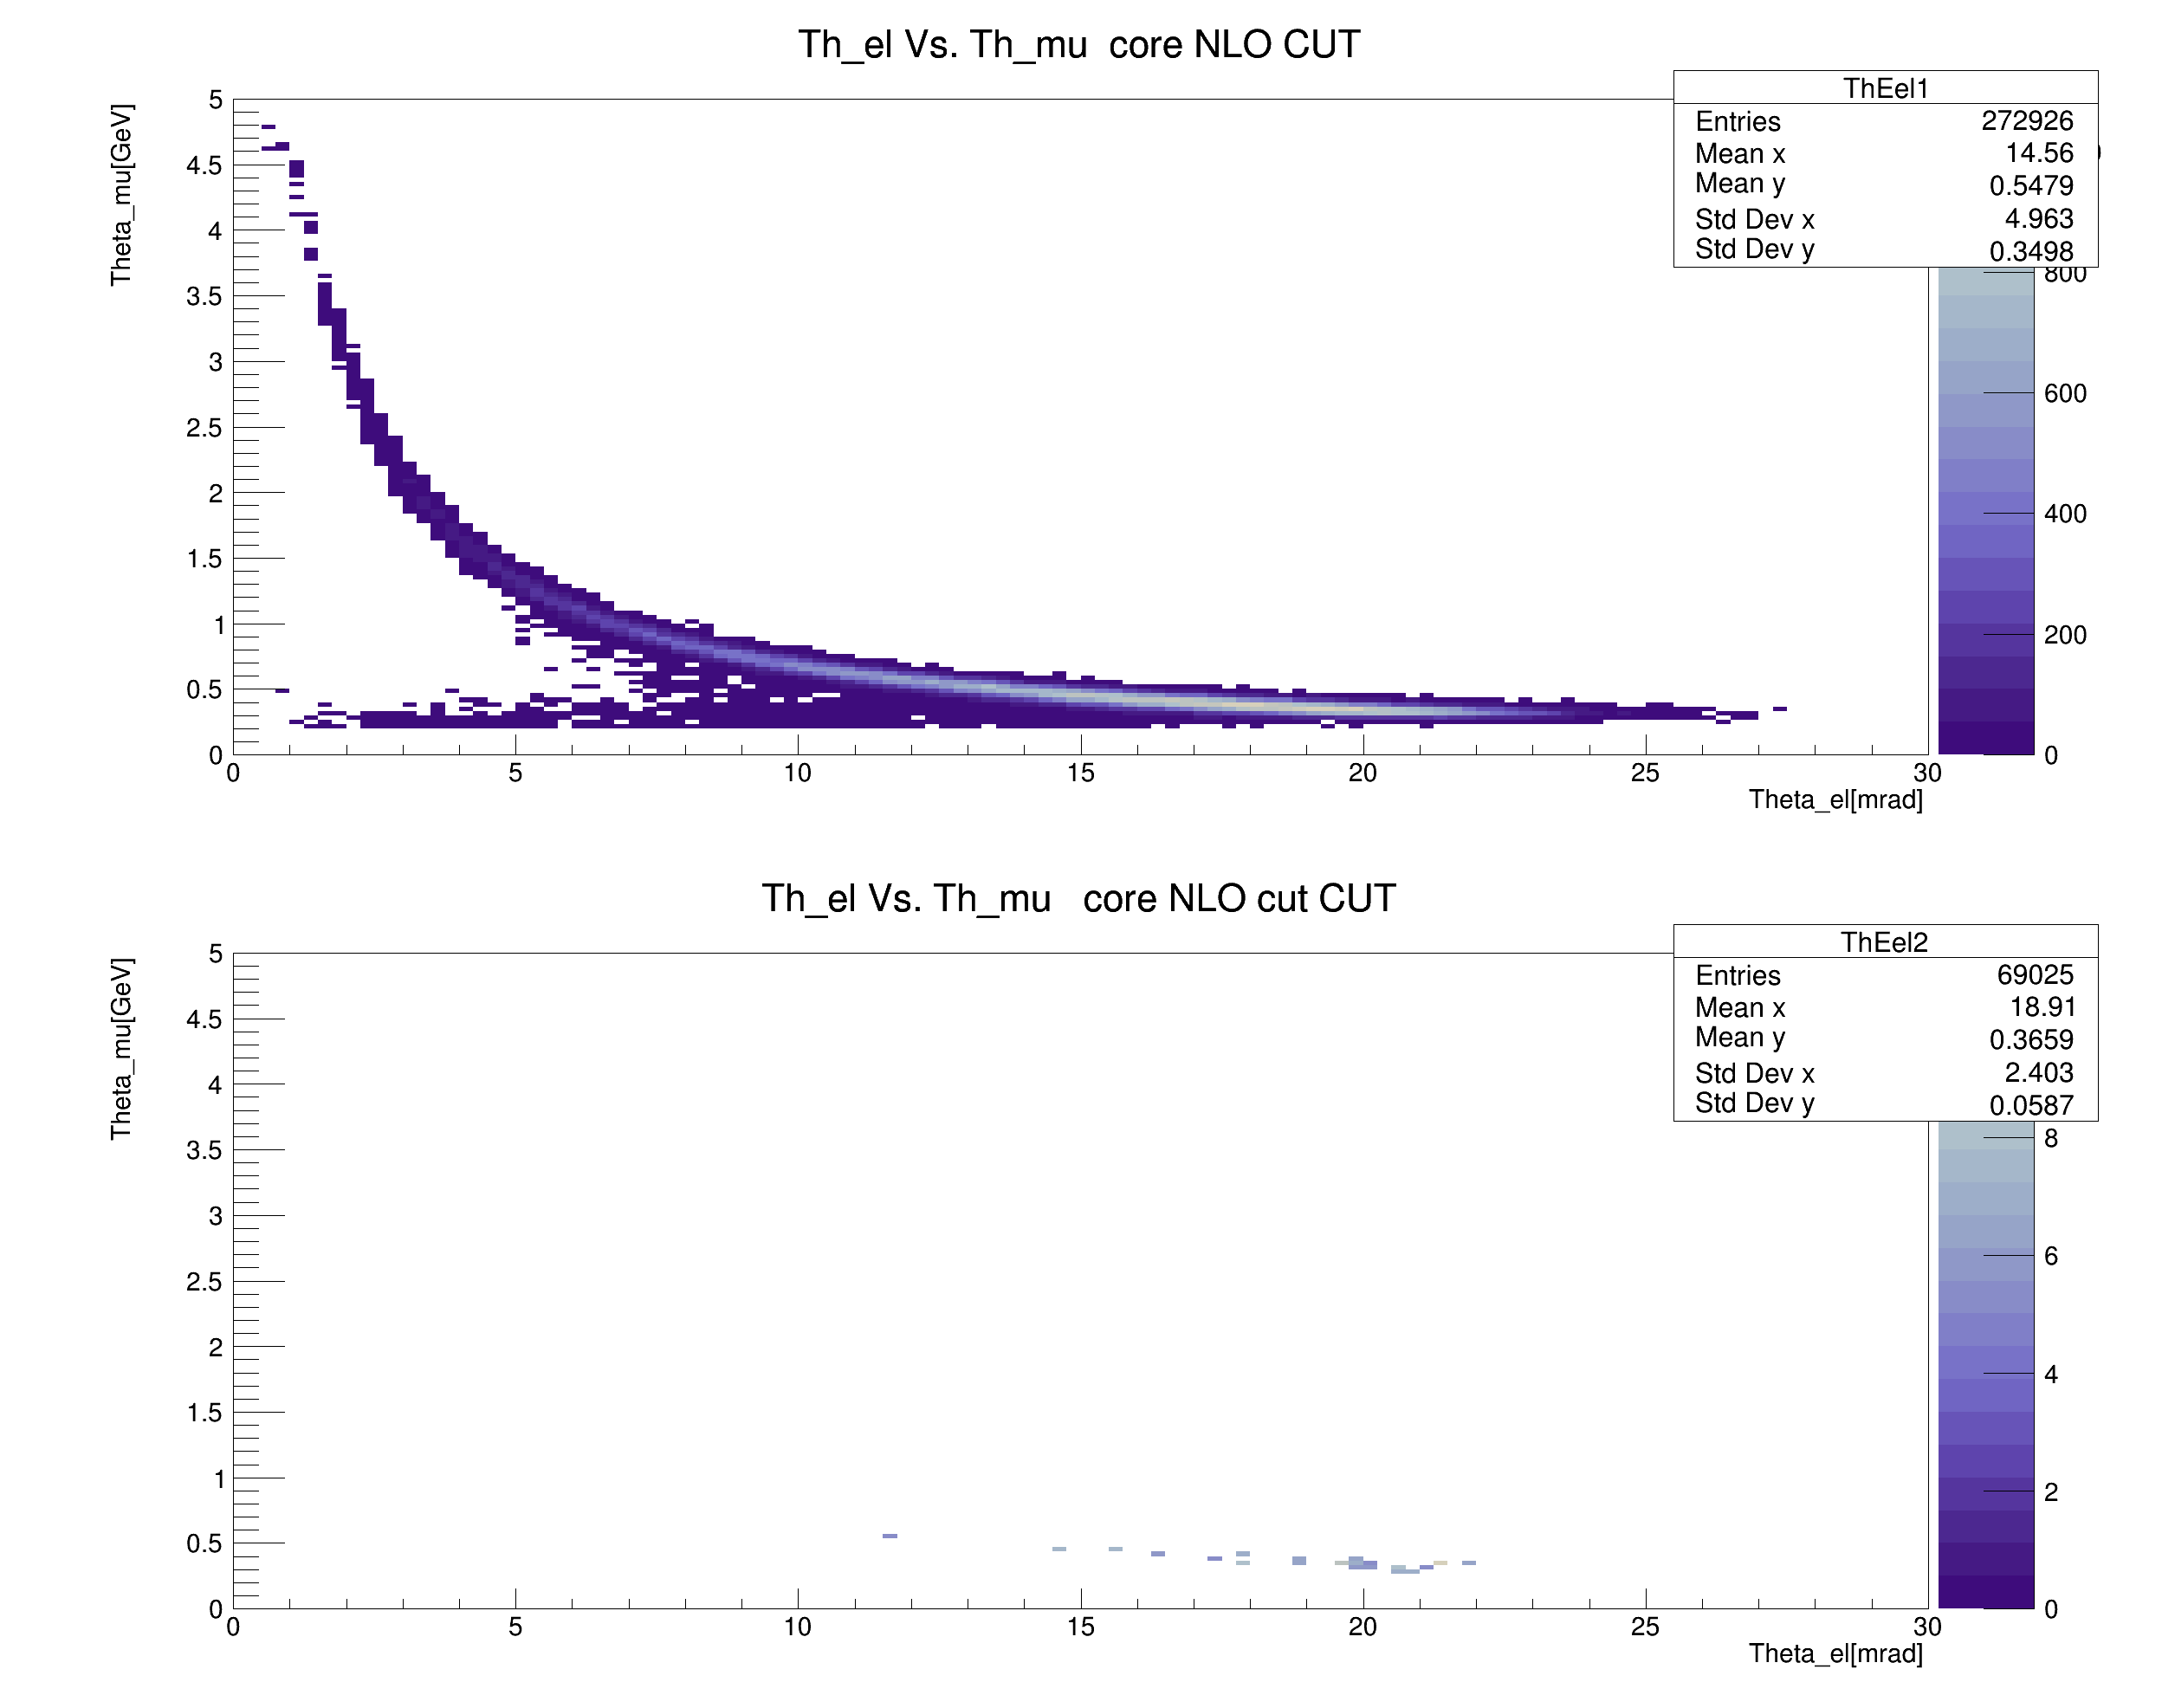 Th_el Vs. Th_mu  core NLO CUT
ThEel1
Entries 272926
Mean x 14.56
Mean y 0.5479
Std Dev x 4.963
Std Dev y 0.3498
Theta_mu[GeV]
5
4.5
4
3.5
3
2.5
2
1.5
1
0.5
0
0 5 10 15 20 25 30
Theta_el[mrad]
800
600
400
200
0
Th_el Vs. Th_mu   core NLO cut CUT
ThEel2
Entries 69025
Mean x 18.91
Mean y 0.3659
Std Dev x 2.403
Std Dev y 0.0587
Theta_mu[GeV]
5
4.5
4
3.5
3
2.5
2
1.5
1
0.5
0
0 5 10 15 20 25 30
Theta_el[mrad]
8
6
4
2
0